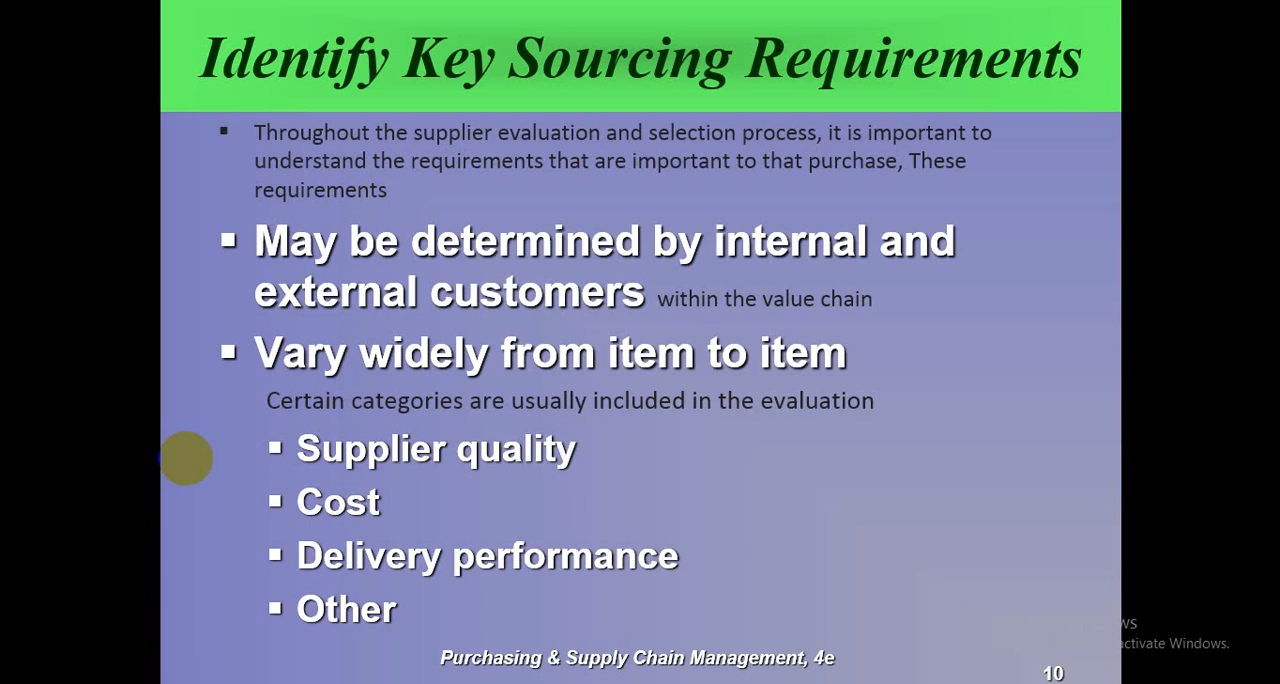 Identify Key Sourcing Requirements
▪ Throughout the supplier evaluation and selection process, it is important to
understand the requirements that are important to that purchase, These
requirements
▪ May be determined by internal and
external customers within the value chain
▪ Vary widely from item to item
Certain categories are usually included in the evaluation
▪ Supplier quality
▪ Cost
▪ Delivery performance
▪ Other
Purchasing & Supply Chain Management, 4e
10
Windows.